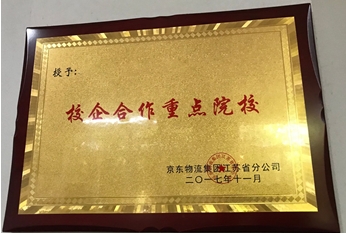 授予：
校企合作重点院校
京东物流集团江苏省分公司
二〇一七年十一月